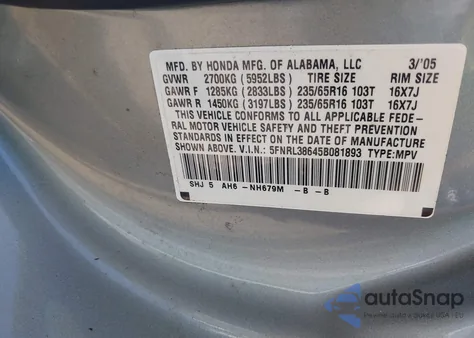 MFD. BY HONDA MFG. OF ALABAMA, LLC 3/'05
GVWR 2700KG (5952LBS) TIRE SIZE RIM SIZE
GAWR F 1285KG (2833LBS) 235/65R16 103T 16X7J
GAWR R 1450KG (3197LBS) 235/65R16 103T 16X7J
THIS VEHICLE CONFORMS TO ALL APPLICABLE FEDE-
RAL MOTOR VEHICLE SAFETY AND THEFT PREVENTION
STANDARDS IN EFFECT ON THE DATE OF MANUFACTURE
SHOWN ABOVE. V.I.N.: 5FNRL38645B081893 TYPE: MPV
SHJ 5 AH6 -NH679M -B -B
autoSnap